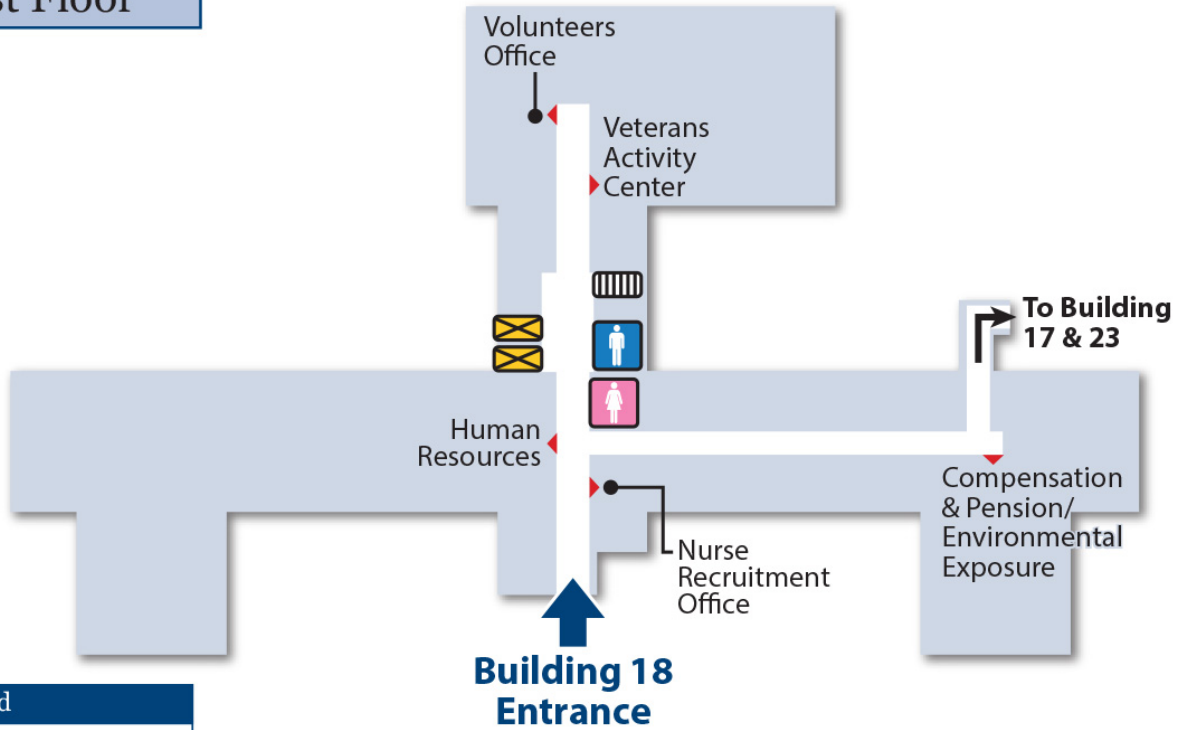 Floor
Volunteers
Office
Veterans
Activity
Center
To Building
17 & 23
Human
Resources
Compensation
& Pension/
Environmental
Exposure
Nurse
Recruitment
Office
Building 18
Entrance